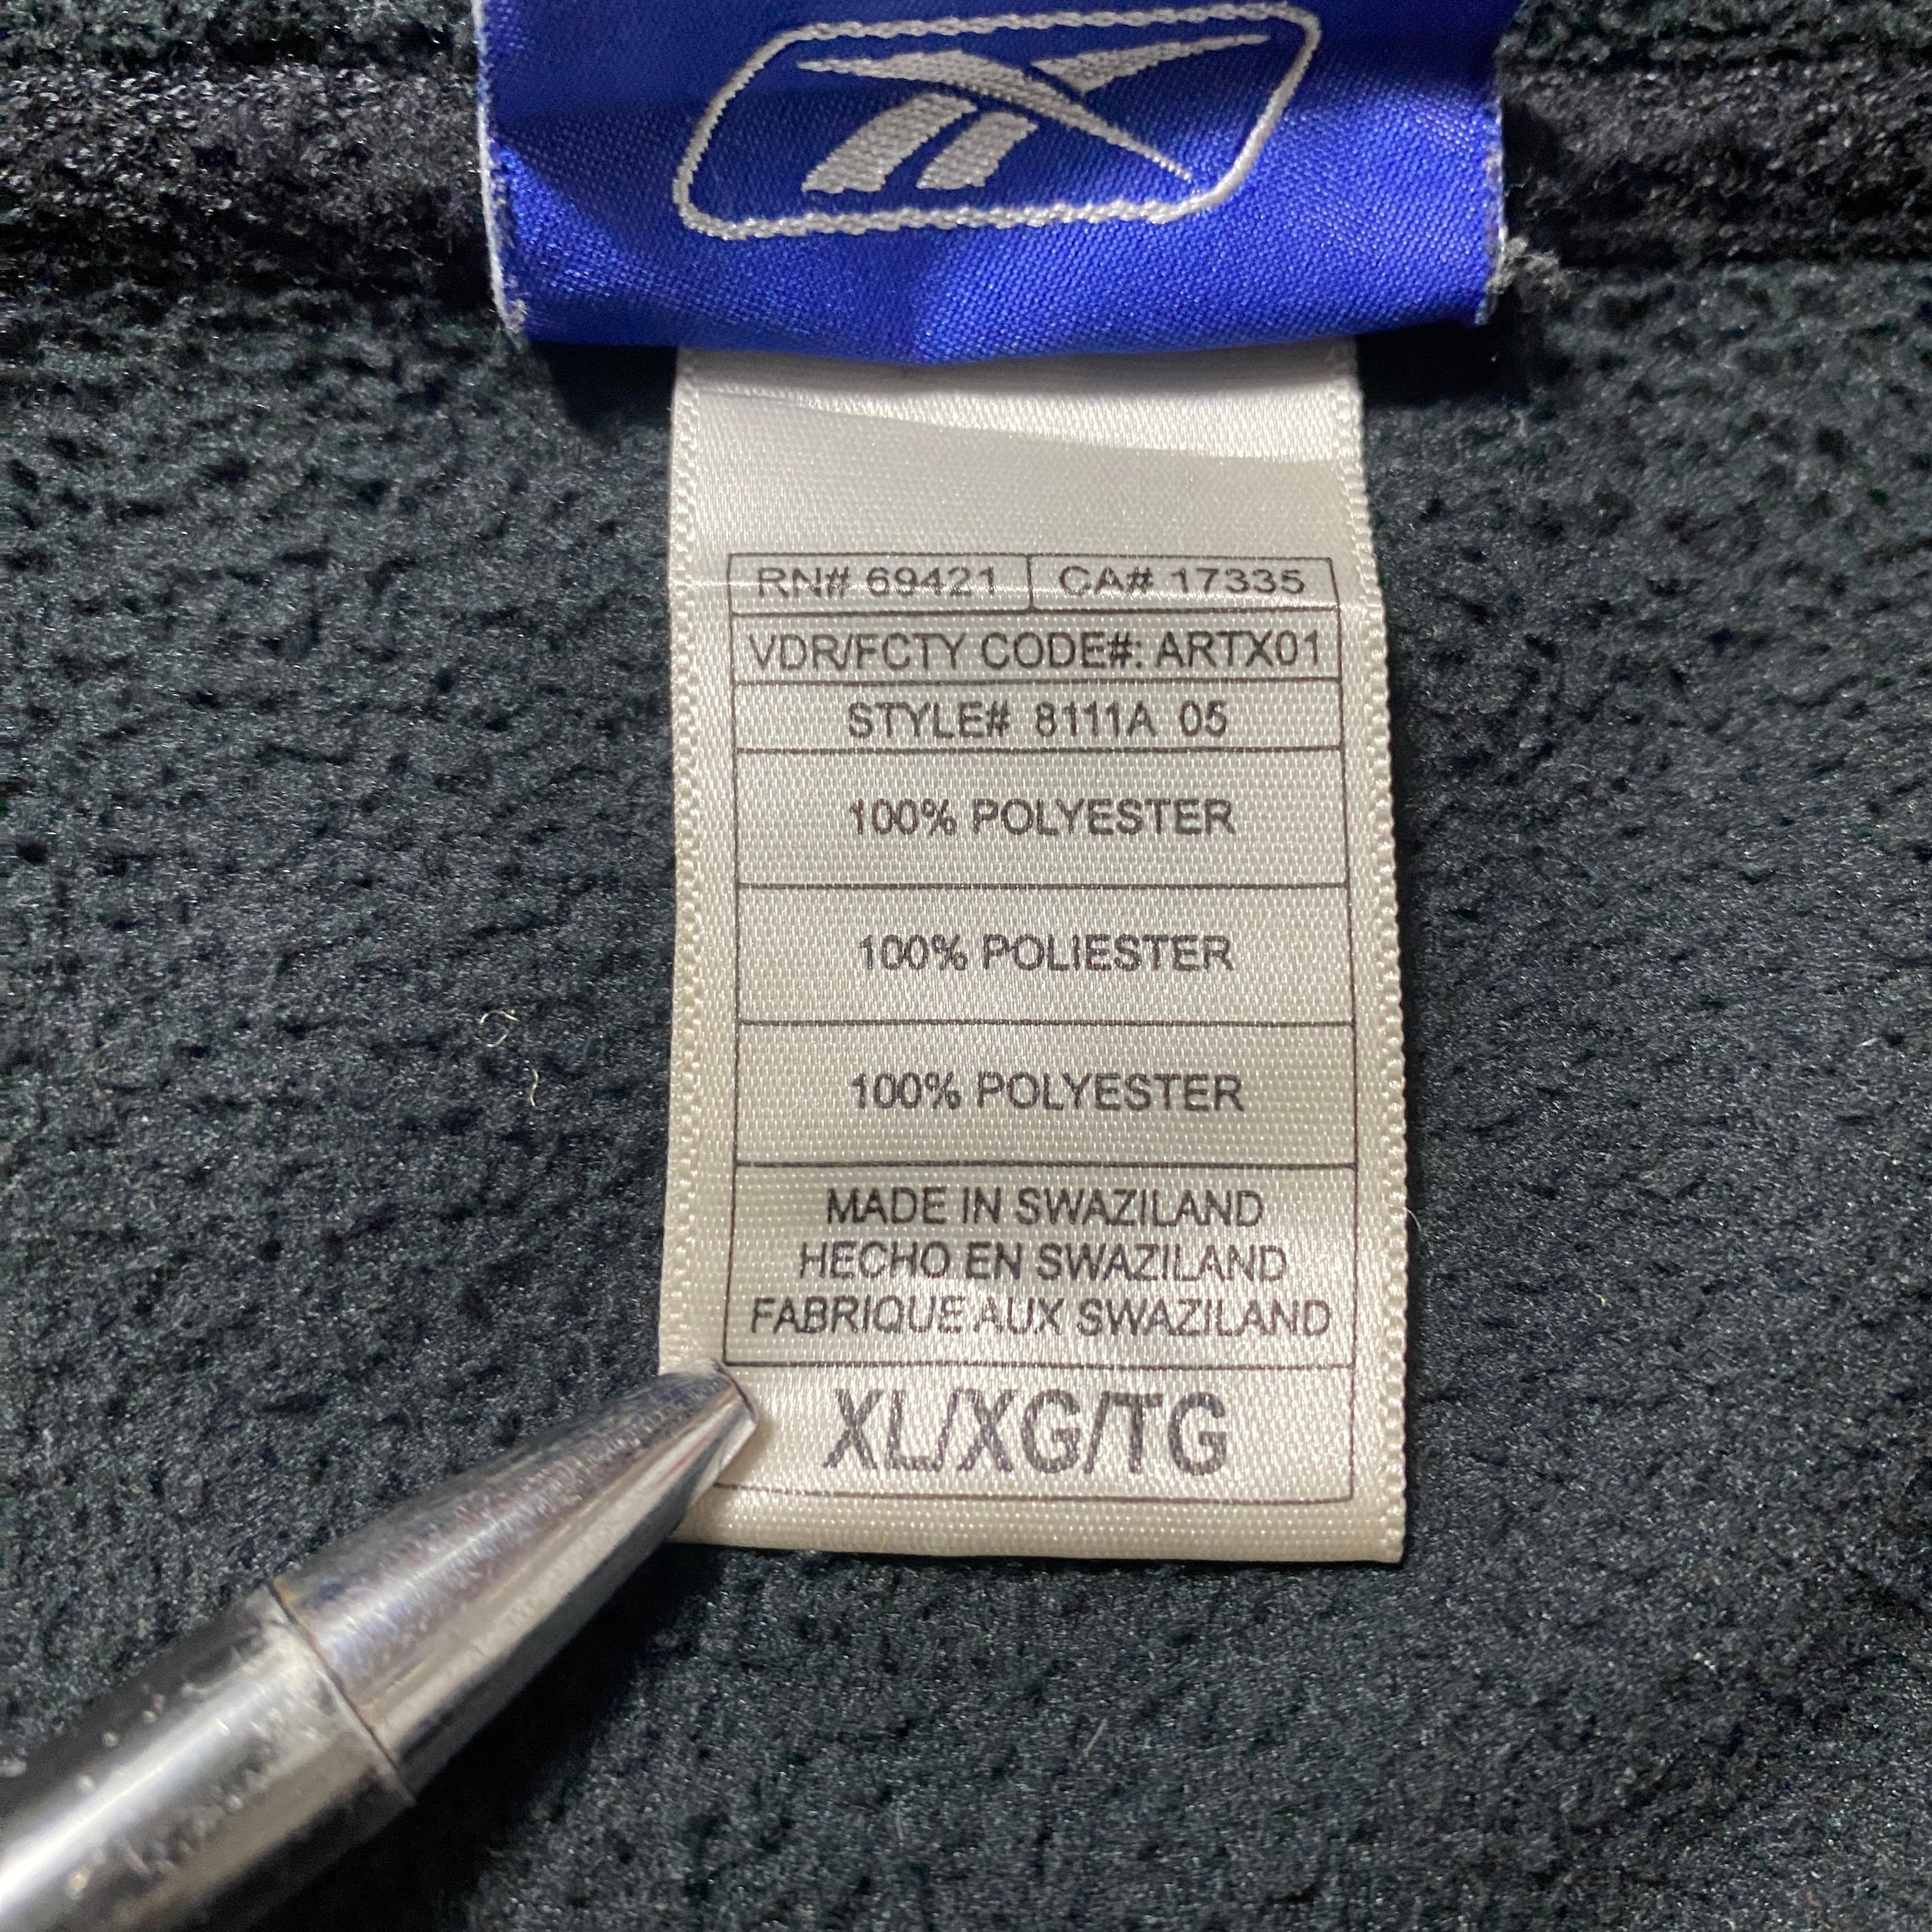 RN# 69421 CA# 17335
VDR/FCTY CODE#: ARTX01
STYLE# 8111A 05
100% POLYESTER
100% POLIESTER
100% POLYESTER
MADE IN SWAZILAND
HECHO EN SWAZILAND
FABRIQUE AUX SWAZILAND
XL/XG/TG